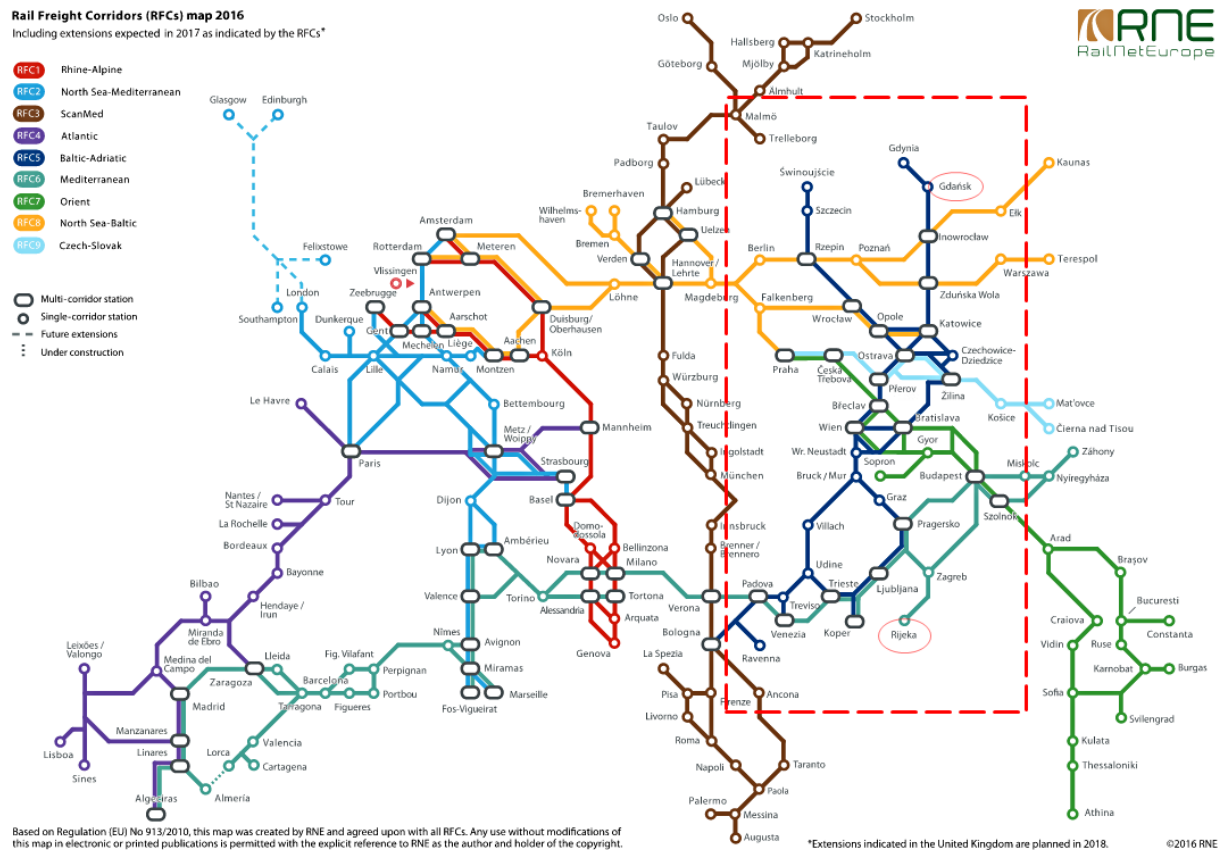 Rail Freight Corridors (RFCs) map 2016
Including extensions expected in 2017 as indicated by the RFCs*
RNE
RailNetEurope
RFC1 Rhine-Alpine
RFC2 North Sea-Mediterranean
RFC3 ScanMed
RFC4 Atlantic
RFC5 Baltic-Adriatic
RFC6 Mediterranean
RFC7 Orient
RFC8 North Sea-Baltic
RFC9 Czech-Slovak
Multi-corridor station
Single-corridor station
Future extensions
Under construction
Oslo
Stockholm
Hallsberg
Katrineholm
Göteborg
Mjölby
Älmhult
Malmö
Trelleborg
Taulov
Padborg
Lübeck
Glasgow
Edinburgh
Felixstowe
London
Southampton
Dunkerque
Calais
Lille
Amsterdam
Rotterdam
Meteren
Vlissingen
Zeebrugge
Antwerpen
Gent
Mechelen
Aarschot
Liège
Namur
Montzen
Aachen
Köln
Duisburg/
Oberhausen
Bremerhaven
Wilhelms-
haven
Bremen
Verden
Hamburg
Uelzen
Hannover/
Lehrte
Löhne
Magdeburg
Berlin
Falkenberg
Gdynia
Gdańsk
Świnoujście
Szczecin
Rzepin
Poznań
Inowrocław
Kaunas
Ełk
Warszawa
Terespol
Zduńska Wola
Wrocław
Opole
Katowice
Czechowice-
Dziedzice
Praha
Česká
Třebova
Ostrava
Přerov
Žilina
Košice
Mat'ovce
Čierna nad Tisou
Břeclav
Wien
Bratislava
Wr. Neustadt
Sopron
Gyor
Budapest
Miskolc
Záhony
Nyíregyháza
Szolnok
Bruck / Mur
Graz
Pragersko
Villach
Udine
Trieste
Ljubljana
Zagreb
Rijeka
Koper
Padova
Treviso
Venezia
Ravenna
Verona
Bologna
Fulda
Würzburg
Nürnberg
Treuchtlingen
Ingolstadt
München
Innsbruck
Brenner /
Brennero
Bettembourg
Metz /
Woippy
Mannheim
Strasbourg
Basel
Domo-
dossola
Bellinzona
Novara
Milano
Alessandria
Tortona
Arquata
Genova
Torino
Le Havre
Paris
Dijon
Lyon
Ambérieu
Valence
Avignon
Miramas
Nîmes
Fos-Vigueirat
Marseille
Nantes /
St Nazaire
Tour
La Rochelle
Bordeaux
Bayonne
Bilbao
Hendaye /
Irun
Miranda
de Ebro
Leixões /
Valongo
Medina del
Campo
Zaragoza
Lleida
Barcelona
Tarragona
Fig. Vilafant
Figueres
Perpignan
Portbou
Madrid
Manzanares
Linares
Lisboa
Sines
Algeciras
Almería
Lorca
Valencia
Cartagena
La Spezia
Pisa
Livorno
Firenze
Roma
Napoli
Ancona
Taranto
Paola
Palermo
Messina
Augusta
Arad
Braşov
Bucuresti
Craiova
Constanta
Vidin
Ruse
Karnobat
Burgas
Sofia
Svilengrad
Kulata
Thessaloniki
Athina
Based on Regulation (EU) No 913/2010, this map was created by RNE and agreed upon with all RFCs. Any use without modifications of
this map in electronic or printed publications is permitted with the explicit reference to RNE as the author and holder of the copyright.
*Extensions indicated in the United Kingdom are planned in 2018.
©2016 RNE